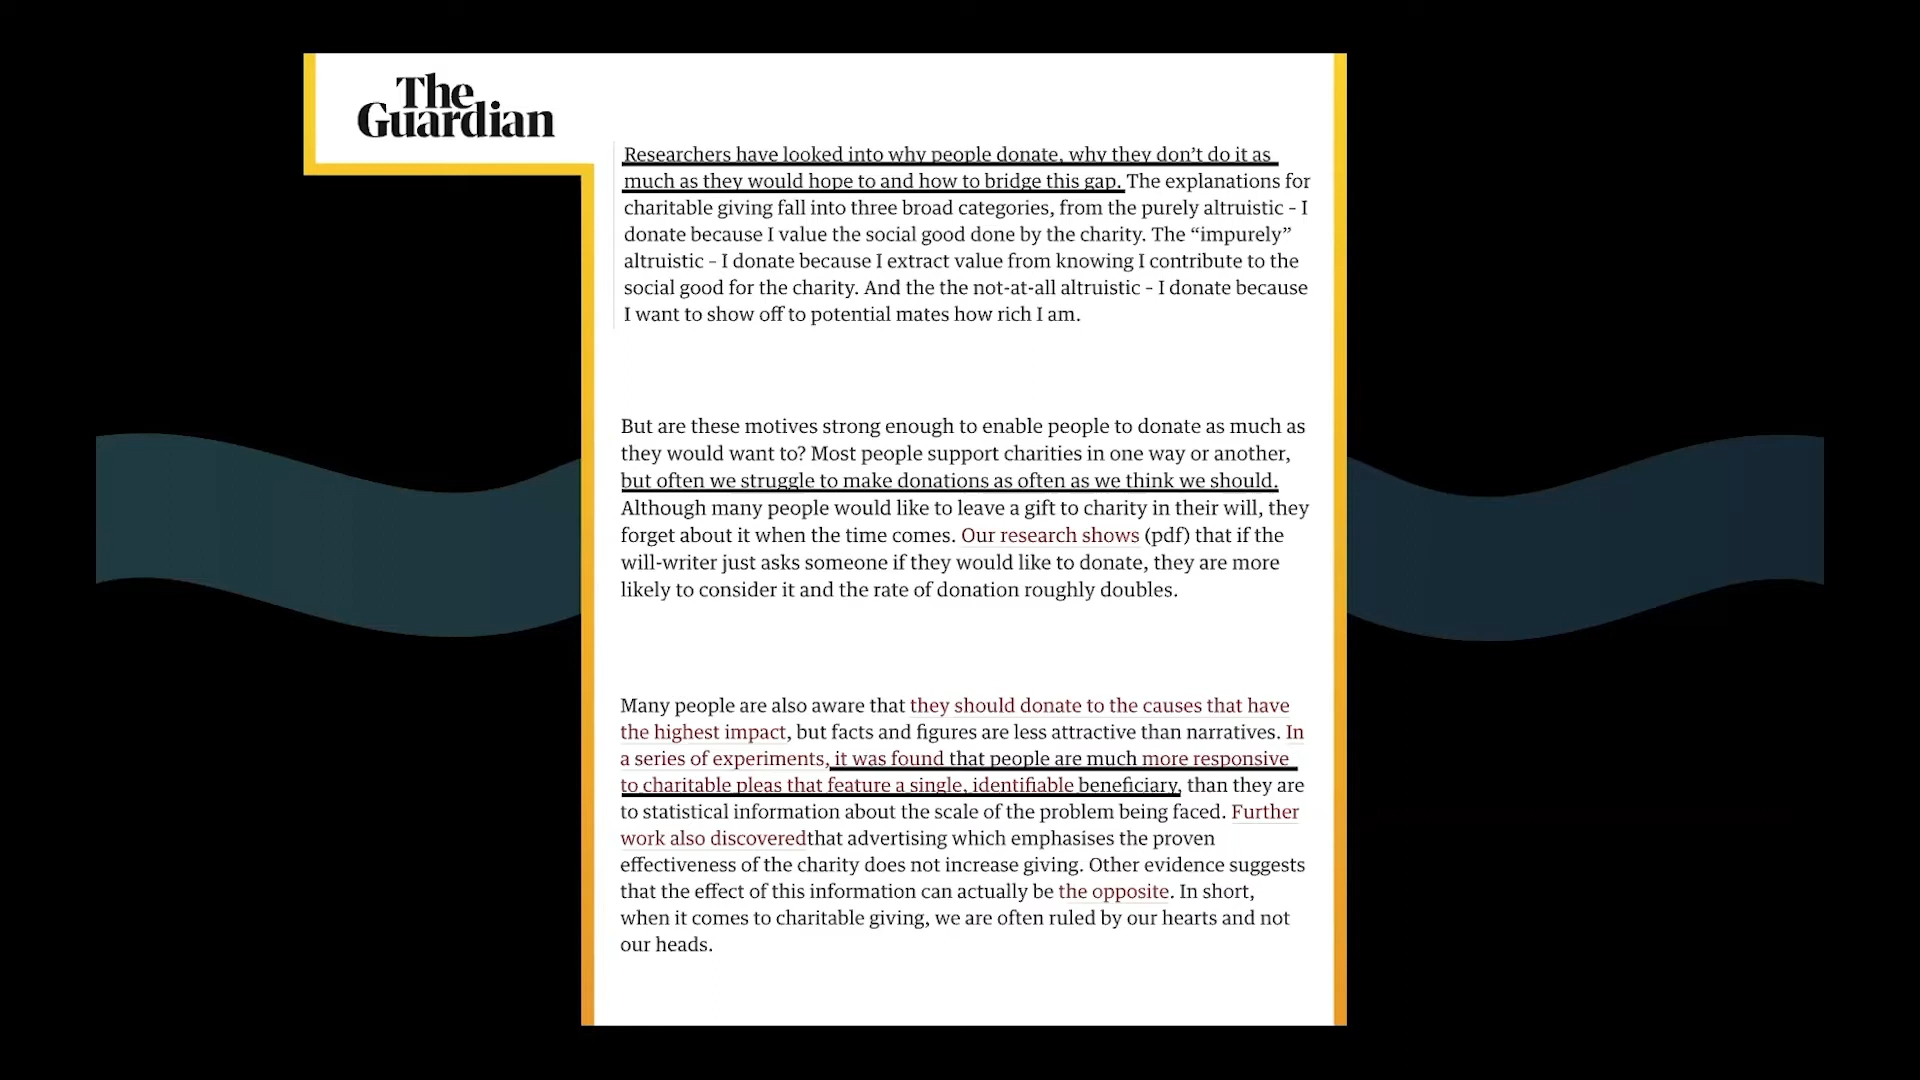 The
Guardian
Researchers have looked into why people donate, why they don’t do it as
much as they would hope to and how to bridge this gap. The explanations for
charitable giving fall into three broad categories, from the purely altruistic – I
donate because I value the social good done by the charity. The “impurely”
altruistic – I donate because I extract value from knowing I contribute to the
social good for the charity. And the the not-at-all altruistic – I donate because
I want to show off to potential mates how rich I am.
But are these motives strong enough to enable people to donate as much as
they would want to? Most people support charities in one way or another,
but often we struggle to make donations as often as we think we should.
Although many people would like to leave a gift to charity in their will, they
forget about it when the time comes. Our research shows (pdf) that if the
will-writer just asks someone if they would like to donate, they are more
likely to consider it and the rate of donation roughly doubles.
Many people are also aware that they should donate to the causes that have
the highest impact, but facts and figures are less attractive than narratives. In
a series of experiments, it was found that people are much more responsive
to charitable pleas that feature a single, identifiable beneficiary, than they are
to statistical information about the scale of the problem being faced. Further
work also discoveredthat advertising which emphasises the proven
effectiveness of the charity does not increase giving. Other evidence suggests
that the effect of this information can actually be the opposite. In short,
when it comes to charitable giving, we are often ruled by our hearts and not
our heads.